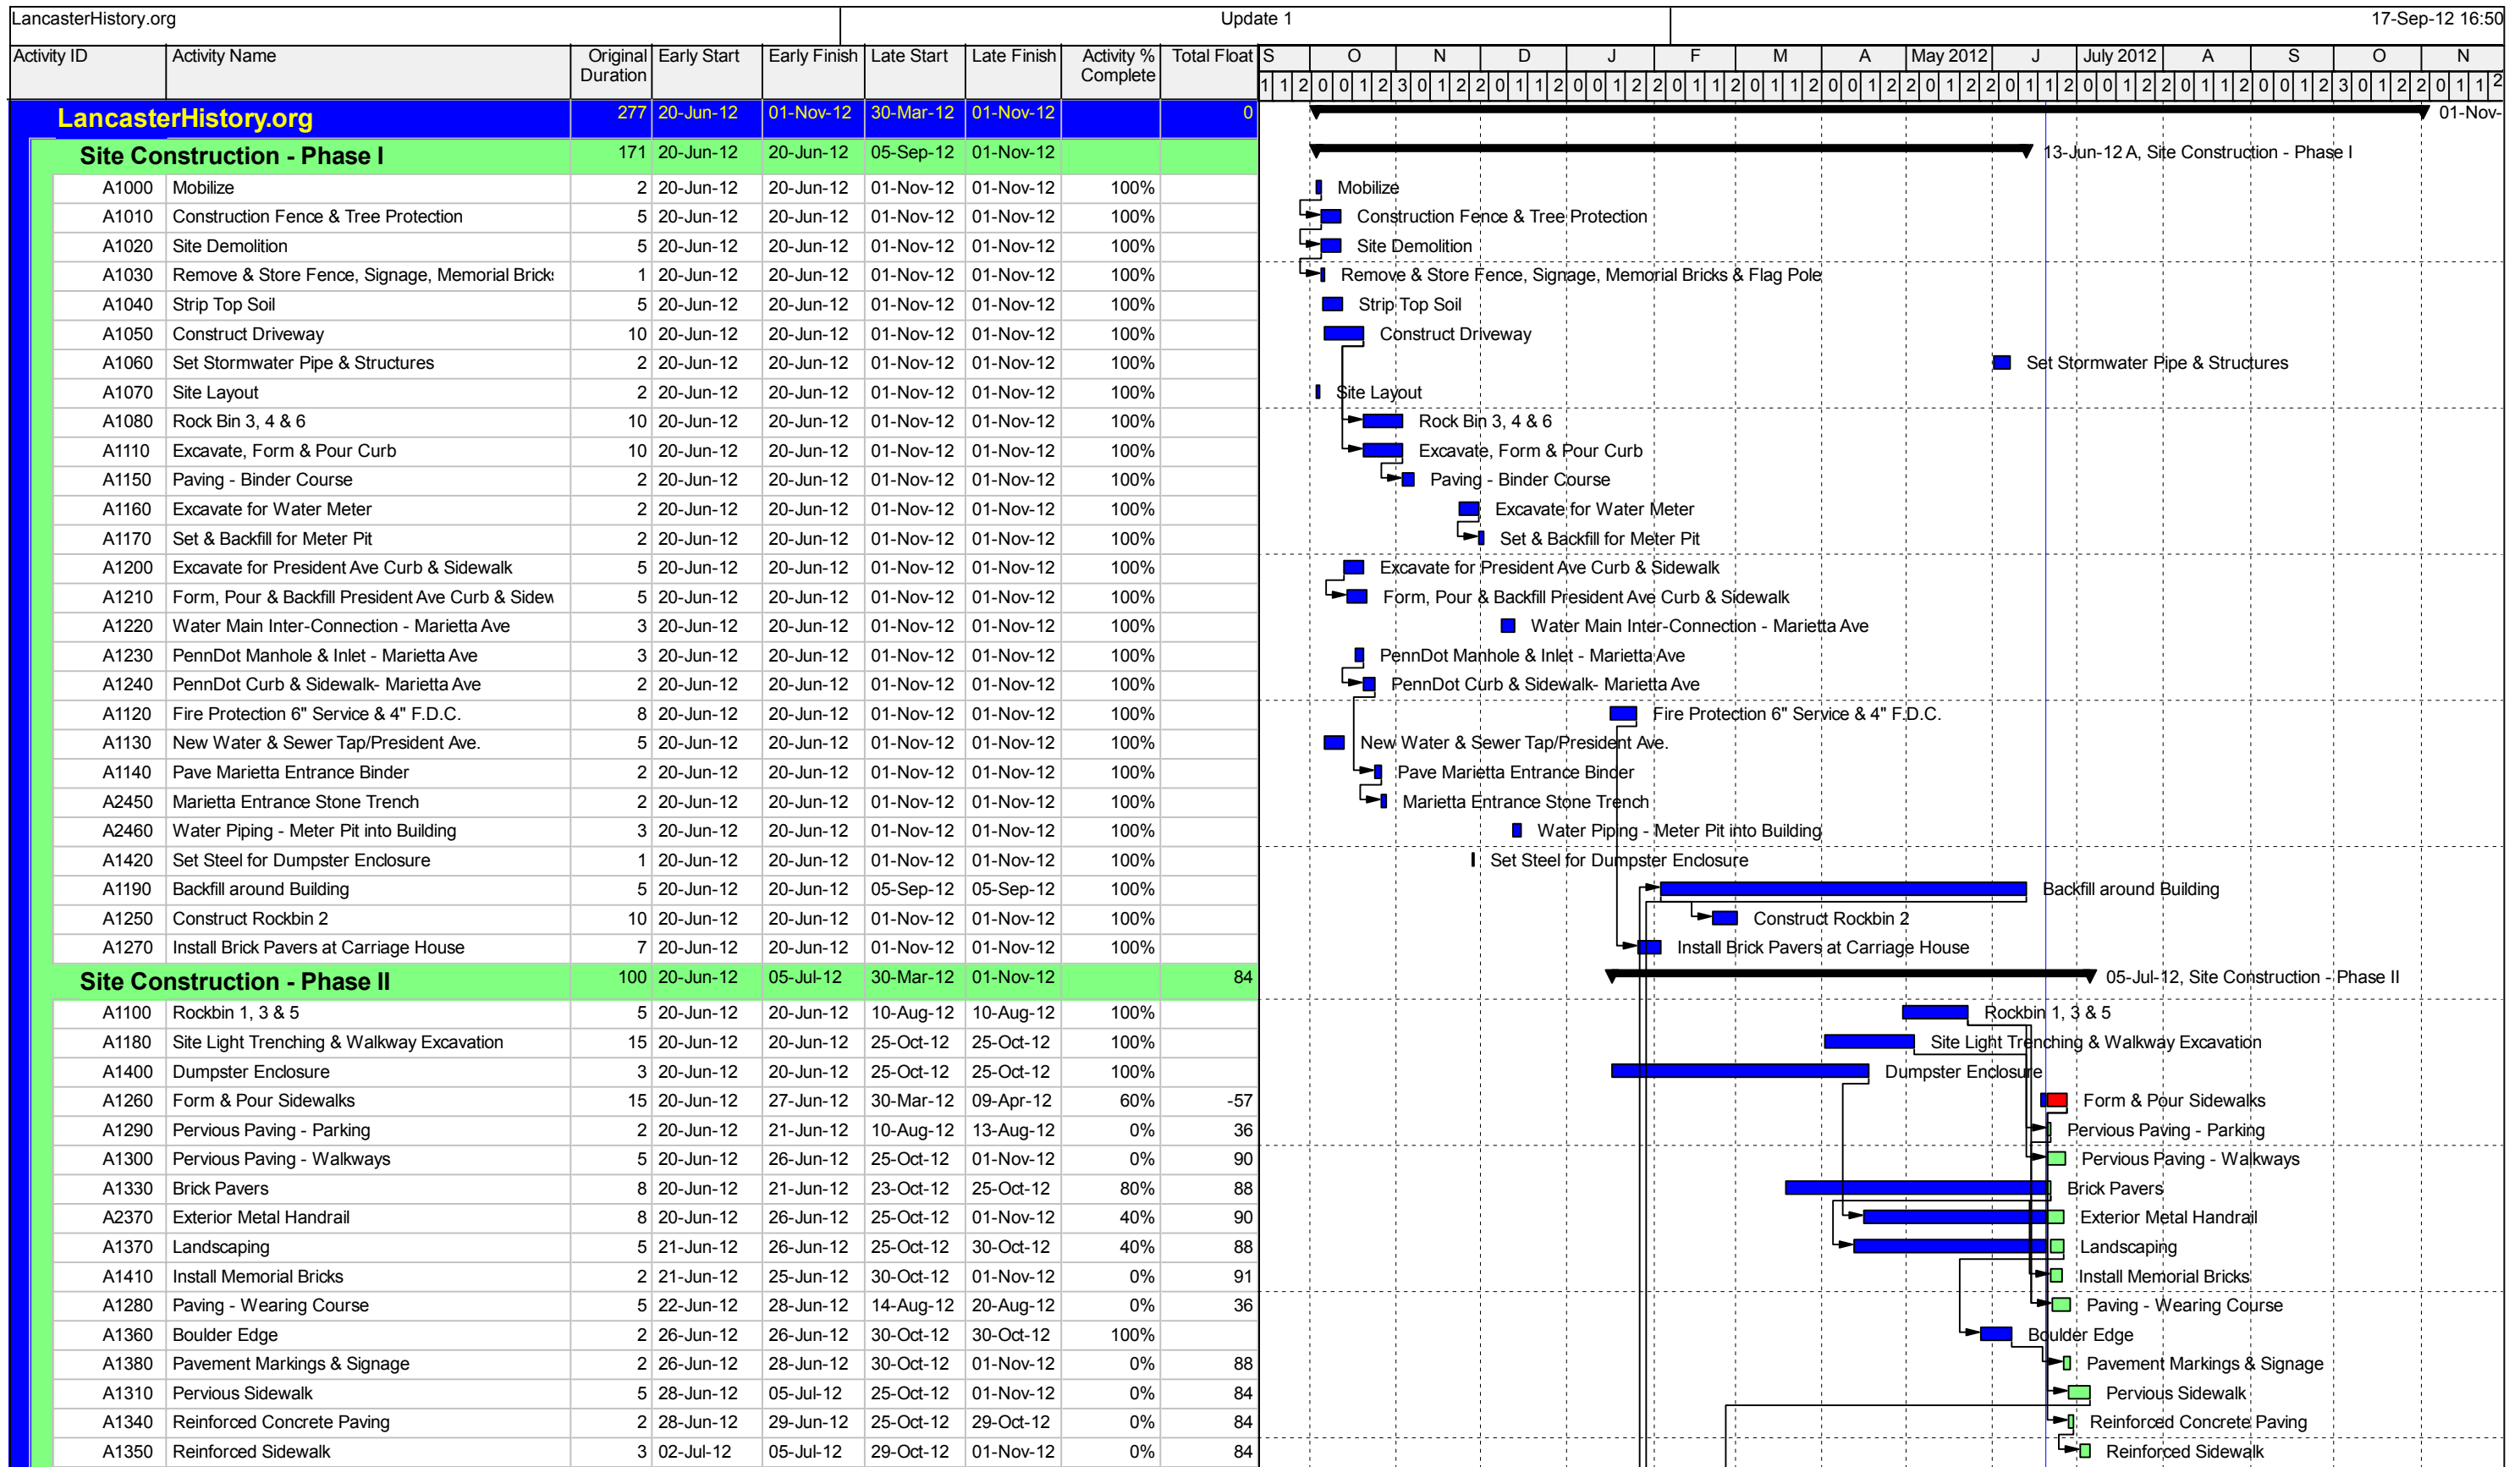 LancasterHistory.org Update 1 17-Sep-12 16:50
Activity ID Activity Name Original Duration Early Start Early Finish Late Start Late Finish Activity % Complete Total Float S O N D J F M A May 2012 J July 2012 A S O N
1 1 2 0 0 1 2 3 0 1 2 2 0 1 1 2 0 0 1 2 2 0 1 2 0 0 1 2 0 0 1 2 0 1 2 0 1 2 0 0 1 1 2 0 0 1 2 3 0 1 2 2 0 1 1 2
LancasterHistory.org 277 20-Jun-12 01-Nov-12 30-Mar-12 01-Nov-12 0 01-Nov-
Site Construction - Phase I 171 20-Jun-12 20-Jun-12 05-Sep-12 01-Nov-12 13-Jun-12 A, Site Construction - Phase I
A1000 Mobilize 2 20-Jun-12 20-Jun-12 01-Nov-12 01-Nov-12 100% Mobilize
A1010 Construction Fence & Tree Protection 5 20-Jun-12 20-Jun-12 01-Nov-12 01-Nov-12 100% Construction Fence & Tree Protection
A1020 Site Demolition 5 20-Jun-12 20-Jun-12 01-Nov-12 01-Nov-12 100% Site Demolition
A1030 Remove & Store Fence, Signage, Memorial Bricks 1 20-Jun-12 20-Jun-12 01-Nov-12 01-Nov-12 100% Remove & Store Fence, Signage, Memorial Bricks & Flag Pole
A1040 Strip Top Soil 5 20-Jun-12 20-Jun-12 01-Nov-12 01-Nov-12 100% Strip Top Soil
A1050 Construct Driveway 10 20-Jun-12 20-Jun-12 01-Nov-12 01-Nov-12 100% Construct Driveway
A1060 Set Stormwater Pipe & Structures 2 20-Jun-12 20-Jun-12 01-Nov-12 01-Nov-12 100% Set Stormwater Pipe & Structures
A1070 Site Layout 2 20-Jun-12 20-Jun-12 01-Nov-12 01-Nov-12 100% Site Layout
A1080 Rock Bin 3, 4 & 6 10 20-Jun-12 20-Jun-12 01-Nov-12 01-Nov-12 100% Rock Bin 3, 4 & 6
A1110 Excavate, Form & Pour Curb 10 20-Jun-12 20-Jun-12 01-Nov-12 01-Nov-12 100% Excavate, Form & Pour Curb
A1150 Paving - Binder Course 2 20-Jun-12 20-Jun-12 01-Nov-12 01-Nov-12 100% Paving - Binder Course
A1160 Excavate for Water Meter 2 20-Jun-12 20-Jun-12 01-Nov-12 01-Nov-12 100% Excavate for Water Meter
A1170 Set & Backfill for Meter Pit 2 20-Jun-12 20-Jun-12 01-Nov-12 01-Nov-12 100% Set & Backfill for Meter Pit
A1200 Excavate for President Ave Curb & Sidewalk 5 20-Jun-12 20-Jun-12 01-Nov-12 01-Nov-12 100% Excavate for President Ave Curb & Sidewalk
A1210 Form, Pour & Backfill President Ave Curb & Sidew 5 20-Jun-12 20-Jun-12 01-Nov-12 01-Nov-12 100% Form, Pour & Backfill President Ave Curb & Sidewalk
A1220 Water Main Inter-Connection - Marietta Ave 3 20-Jun-12 20-Jun-12 01-Nov-12 01-Nov-12 100% Water Main Inter-Connection - Marietta Ave
A1230 PennDot Manhole & Inlet - Marietta Ave 3 20-Jun-12 20-Jun-12 01-Nov-12 01-Nov-12 100% PennDot Manhole & Inlet - Marietta Ave
A1240 PennDot Curb & Sidewalk- Marietta Ave 2 20-Jun-12 20-Jun-12 01-Nov-12 01-Nov-12 100% PennDot Curb & Sidewalk- Marietta Ave
A1120 Fire Protection 6" Service & 4" F.D.C. 8 20-Jun-12 20-Jun-12 01-Nov-12 01-Nov-12 100% Fire Protection 6" Service & 4" F.D.C.
A1130 New Water & Sewer Tap/President Ave. 5 20-Jun-12 20-Jun-12 01-Nov-12 01-Nov-12 100% New Water & Sewer Tap/President Ave.
A1140 Pave Marietta Entrance Binder 2 20-Jun-12 20-Jun-12 01-Nov-12 01-Nov-12 100% Pave Marietta Entrance Binder
A2450 Marietta Entrance Stone Trench 2 20-Jun-12 20-Jun-12 01-Nov-12 01-Nov-12 100% Marietta Entrance Stone Trench
A2460 Water Piping - Meter Pit into Building 3 20-Jun-12 20-Jun-12 01-Nov-12 01-Nov-12 100% Water Piping - Meter Pit into Building
A1420 Set Steel for Dumpster Enclosure 1 20-Jun-12 20-Jun-12 01-Nov-12 01-Nov-12 100% Set Steel for Dumpster Enclosure
A1190 Backfill around Building 5 20-Jun-12 20-Jun-12 05-Sep-12 05-Sep-12 100% Backfill around Building
A1250 Construct Rockbin 2 10 20-Jun-12 20-Jun-12 01-Nov-12 01-Nov-12 100% Construct Rockbin 2
A1270 Install Brick Pavers at Carriage House 7 20-Jun-12 20-Jun-12 01-Nov-12 01-Nov-12 100% Install Brick Pavers at Carriage House
Site Construction - Phase II 100 20-Jun-12 05-Jul-12 30-Mar-12 01-Nov-12 84 05-Jul-12, Site Construction - Phase II
A1100 Rockbin 1, 3 & 5 5 20-Jun-12 20-Jun-12 10-Aug-12 10-Aug-12 100% Rockbin 1, 3 & 5
A1180 Site Light Trenching & Walkway Excavation 15 20-Jun-12 20-Jun-12 25-Oct-12 25-Oct-12 100% Site Light Trenching & Walkway Excavation
A1400 Dumpster Enclosure 3 20-Jun-12 20-Jun-12 25-Oct-12 25-Oct-12 100% Dumpster Enclosure
A1260 Form & Pour Sidewalks 15 20-Jun-12 27-Jun-12 30-Mar-12 09-Apr-12 60% -57 Form & Pour Sidewalks
A1290 Pervious Paving - Parking 2 20-Jun-12 21-Jun-12 10-Aug-12 13-Aug-12 0% 36 Pervious Paving - Parking
A1300 Pervious Paving - Walkways 5 20-Jun-12 26-Jun-12 25-Oct-12 01-Nov-12 0% 90 Pervious Paving - Walkways
A1330 Brick Pavers 8 20-Jun-12 21-Jun-12 23-Oct-12 25-Oct-12 80% 88 Brick Pavers
A2370 Exterior Metal Handrail 8 20-Jun-12 26-Jun-12 25-Oct-12 01-Nov-12 40% 90 Exterior Metal Handrail
A1370 Landscaping 5 21-Jun-12 26-Jun-12 25-Oct-12 30-Oct-12 40% 88 Landscaping
A1410 Install Memorial Bricks 2 21-Jun-12 25-Jun-12 30-Oct-12 01-Nov-12 0% 91 Install Memorial Bricks
A1280 Paving - Wearing Course 5 22-Jun-12 28-Jun-12 14-Aug-12 20-Aug-12 0% 36 Paving - Wearing Course
A1360 Boulder Edge 2 26-Jun-12 26-Jun-12 30-Oct-12 30-Oct-12 100% Boulder Edge
A1380 Pavement Markings & Signage 2 26-Jun-12 28-Jun-12 30-Oct-12 01-Nov-12 0% 88 Pavement Markings & Signage
A1310 Pervious Sidewalk 5 28-Jun-12 05-Jul-12 25-Oct-12 01-Nov-12 0% 84 Pervious Sidewalk
A1340 Reinforced Concrete Paving 2 28-Jun-12 29-Jun-12 25-Oct-12 29-Oct-12 0% 84 Reinforced Concrete Paving
A1350 Reinforced Sidewalk 3 02-Jul-12 05-Jul-12 29-Oct-12 01-Nov-12 0% 84 Reinforced Sidewalk